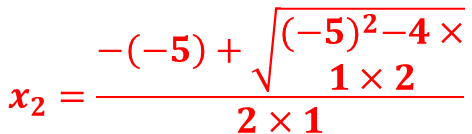 x₂ = (−(−5) + √((−5)² − 4 ×
1 × 2)) / (2 × 1)